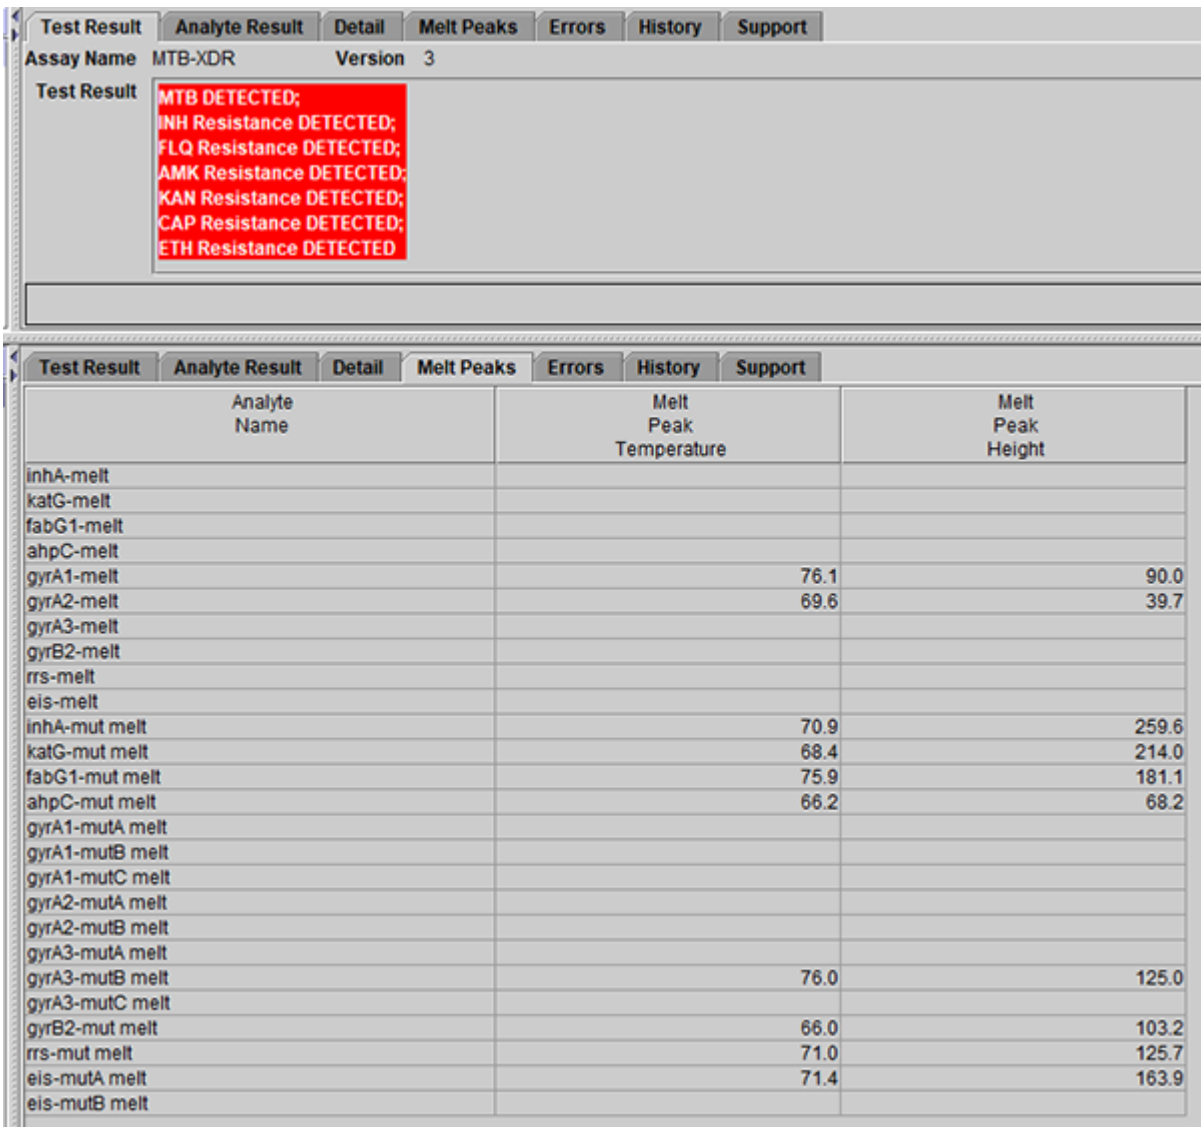 Test Result Analyte Result Detail Melt Peaks Errors History Support
Assay Name MTB-XDR Version 3
Test Result
MTB DETECTED;
INH Resistance DETECTED;
FLQ Resistance DETECTED;
AMK Resistance DETECTED;
KAN Resistance DETECTED;
CAP Resistance DETECTED;
ETH Resistance DETECTED
Test Result Analyte Result Detail Melt Peaks Errors History Support
Analyte Melt Melt
Name Peak Peak
Temperature Height
inhA-melt
katG-melt
fabG1-melt
ahpC-melt
gyrA1-melt 76.1 90.0
gyrA2-melt 69.6 39.7
gyrA3-melt
gyrB2-melt
rrs-melt
eis-melt
inhA-mut melt 70.9 259.6
katG-mut melt 68.4 214.0
fabG1-mut melt 75.9 181.1
ahpC-mut melt 66.2 68.2
gyrA1-mutA melt
gyrA1-mutB melt
gyrA1-mutC melt
gyrA2-mutA melt
gyrA2-mutB melt
gyrA3-mutA melt
gyrA3-mutB melt 76.0 125.0
gyrA3-mutC melt
gyrB2-mut melt 66.0 103.2
rrs-mut melt 71.0 125.7
eis-mutA melt 71.4 163.9
eis-mutB melt